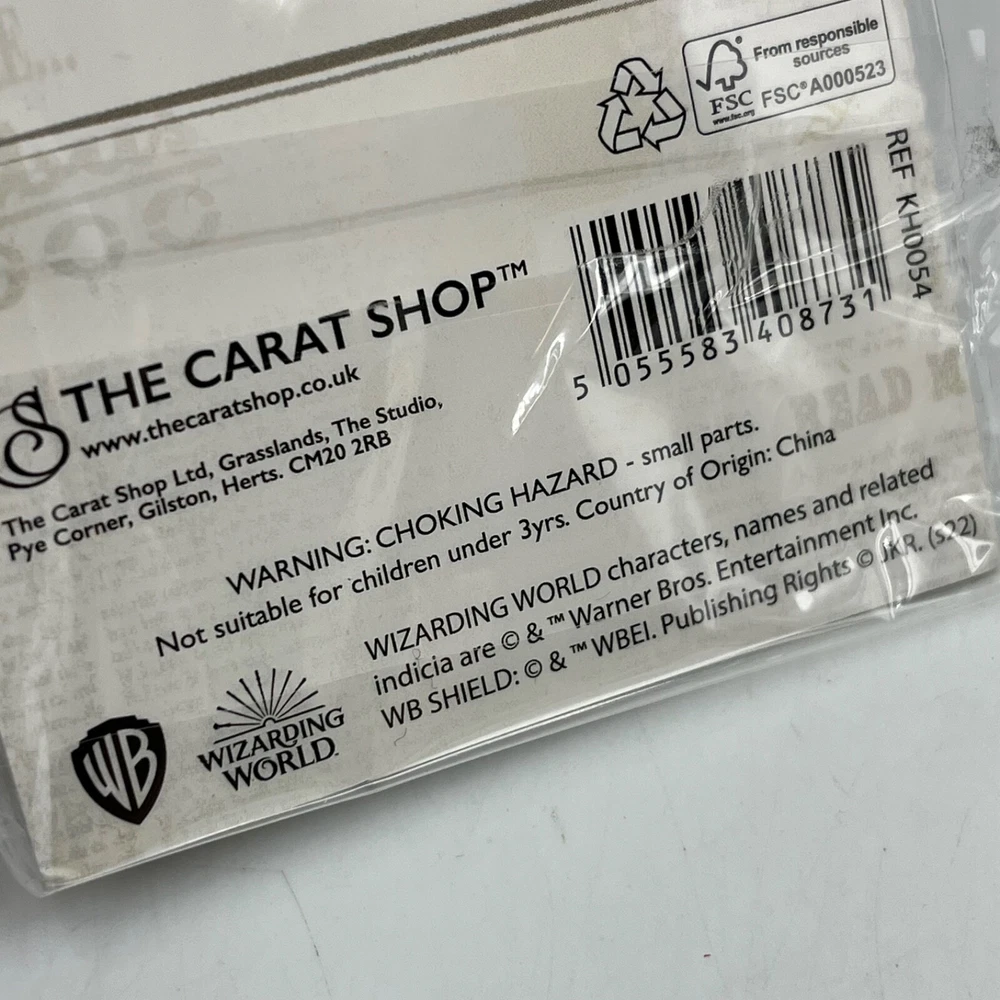 From responsible
sources
FSC
www.fsc.org
FSC® A000523
REF KH0054
5 055583 408731
THE CARAT SHOP™
www.thecaratshop.co.uk
The Carat Shop Ltd, Grasslands, The Studio,
Pye Corner, Gilston, Herts. CM20 2RB
WARNING: CHOKING HAZARD - small parts.
Not suitable for children under 3yrs. Country of Origin: China
WIZARDING WORLD characters, names and related
indicia are © & ™ Warner Bros. Entertainment Inc.
WB SHIELD: © & ™ WBEI. Publishing Rights © JKR. (s22)
WB
WIZARDING
WORLD.